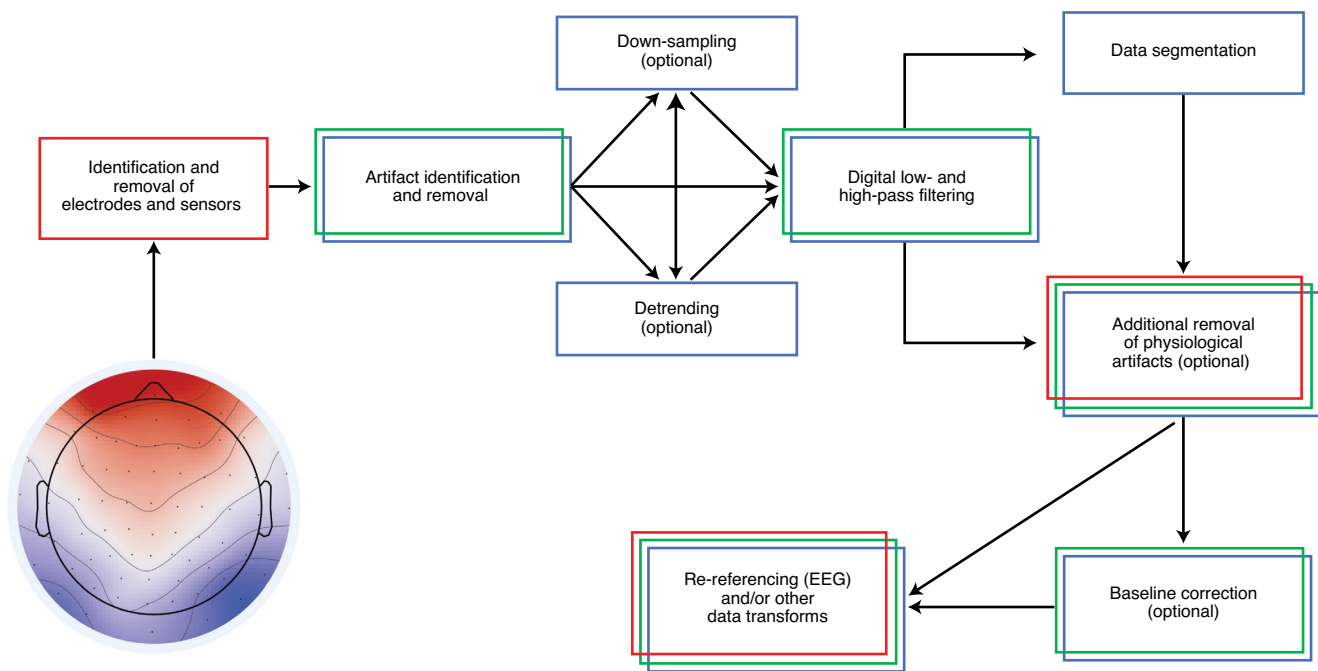 Down-sampling
(optional)
Data segmentation
Identification and
removal of
electrodes and sensors
Artifact identification
and removal
Digital low- and
high-pass filtering
Detrending
(optional)
Additional removal
of physiological
artifacts (optional)
Re-referencing (EEG)
and/or other
data transforms
Baseline correction
(optional)